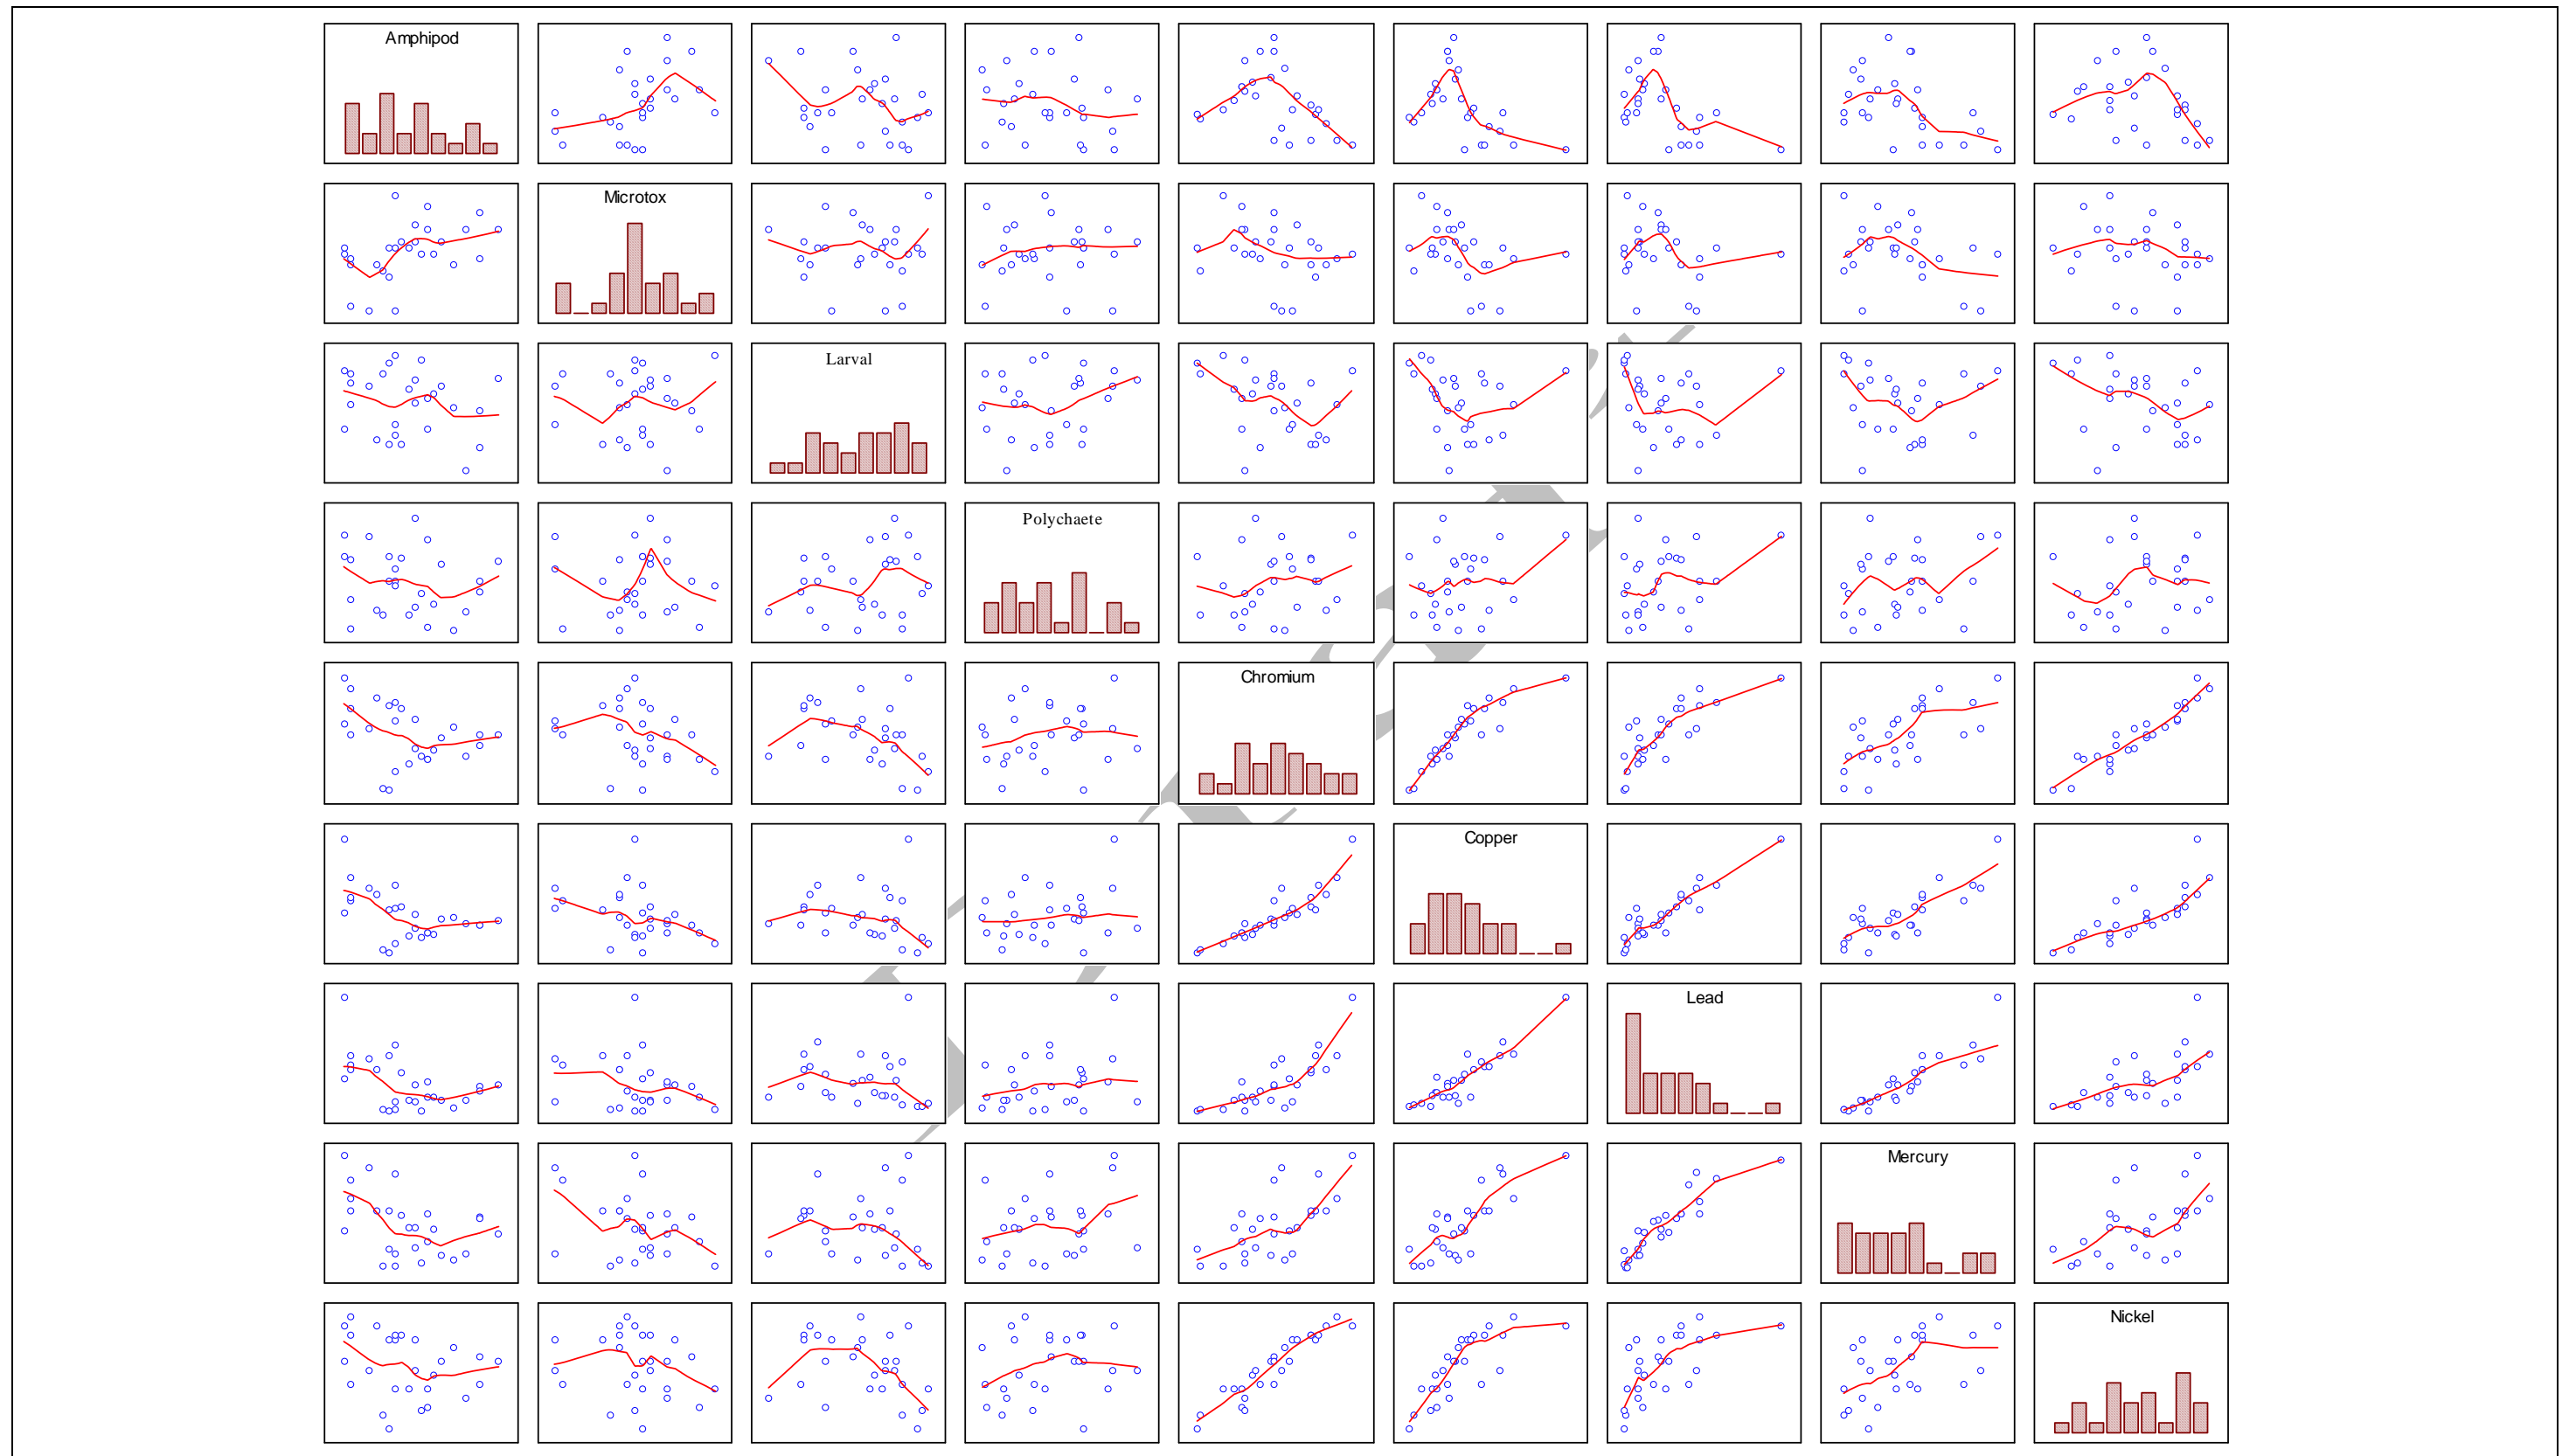 Amphipod
Microtox
Larval
Polychaete
Chromium
Copper
Lead
Mercury
Nickel